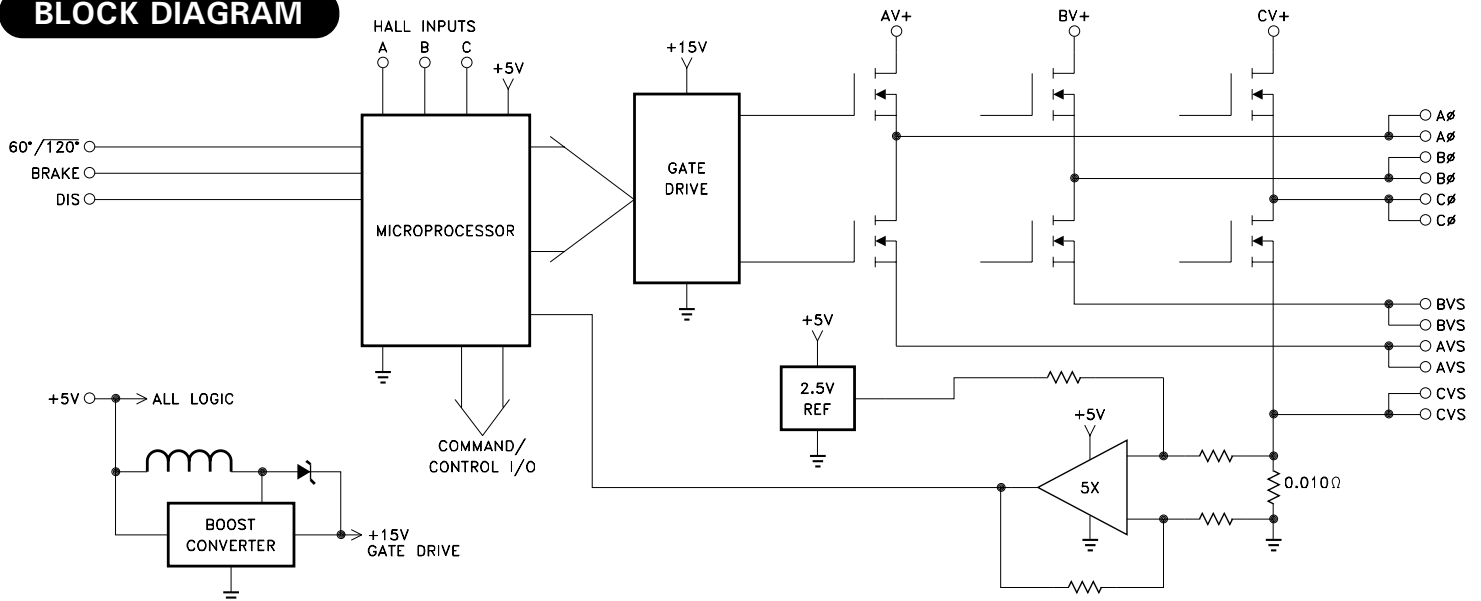 BLOCK DIAGRAM
HALL INPUTS
A B C
+5V
60°/120°
BRAKE
DIS
MICROPROCESSOR
+15V
GATE
DRIVE
AV+
BV+
CV+
AØ
AØ
BØ
BØ
CØ
CØ
BVS
BVS
AVS
AVS
CVS
CVS
+5V
2.5V
REF
+5V
5X
0.010Ω
COMMAND/
CONTROL I/O
+5V
ALL LOGIC
BOOST
CONVERTER
+15V
GATE DRIVE